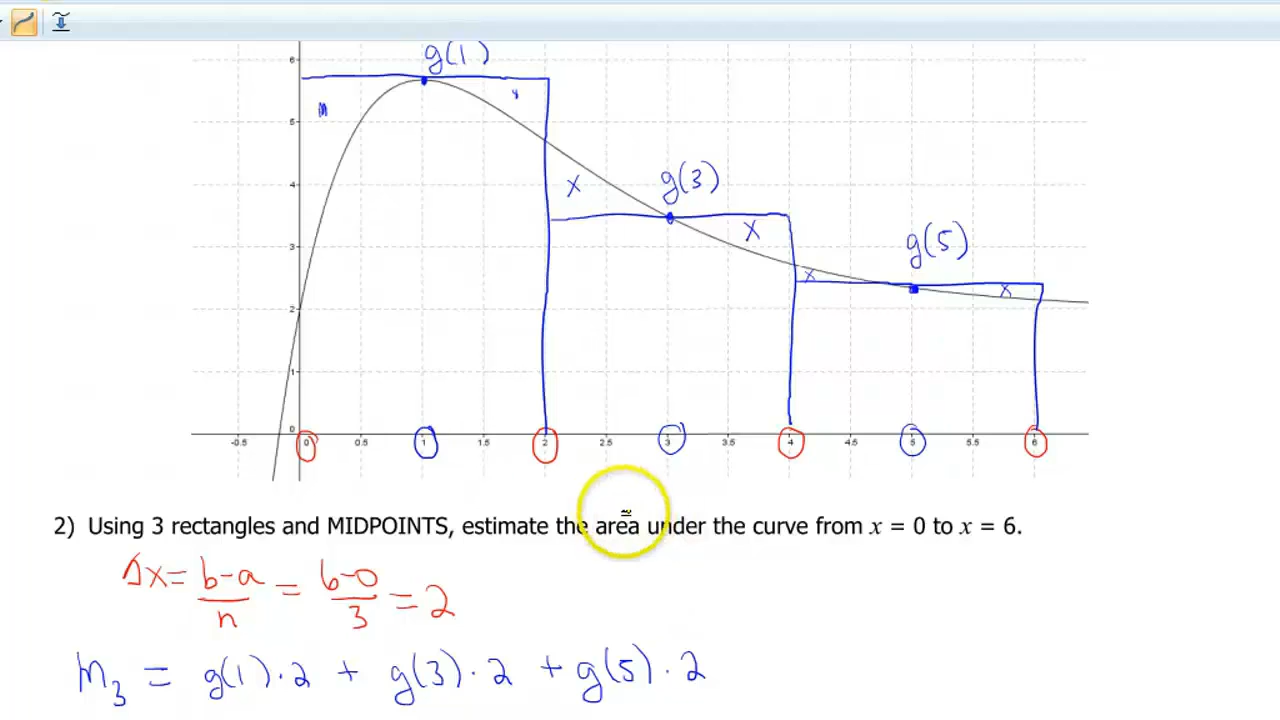 g(1)
6
5
x
4
g(3)
x
x
3
g(5)
x
x
2
1
0
-0.5 0 0.5 1 1.5 2 2.5 3 3.5 4 4.5 5 5.5 6
2) Using 3 rectangles and MIDPOINTS, estimate the area under the curve from x = 0 to x = 6.
Δx = b-a/n = 6-0/3 = 2
M₃ = g(1)·2 + g(3)·2 + g(5)·2